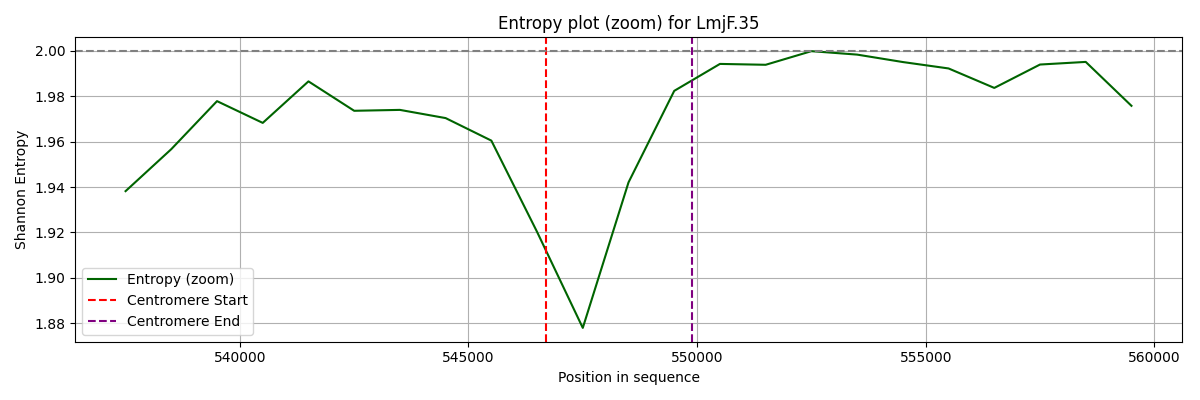 Entropy plot (zoom) for LmjF.35
Shannon Entropy
2.00
1.98
1.96
1.94
1.92
1.90
1.88
Entropy (zoom)
Centromere Start
Centromere End
540000 545000 550000 555000 560000
Position in sequence